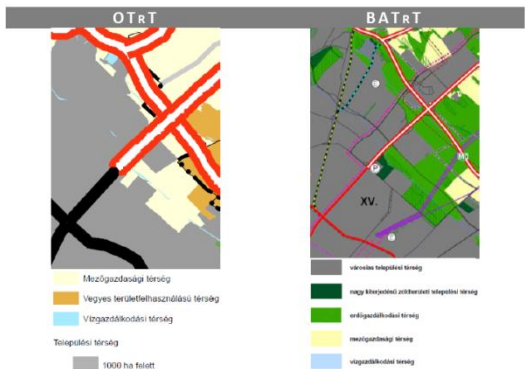 OTRT
BATRT
XV.
P
Mezőgazdasági térség
Vegyes területfelhasználású térség
Vízgazdálkodási térség
Települési térség
1000 ha felett
városias települési térség
nagy kiterjedésű zöldterületi települési térség
erdőgazdálkodási térség
mezőgazdasági térség
vízgazdálkodási térség